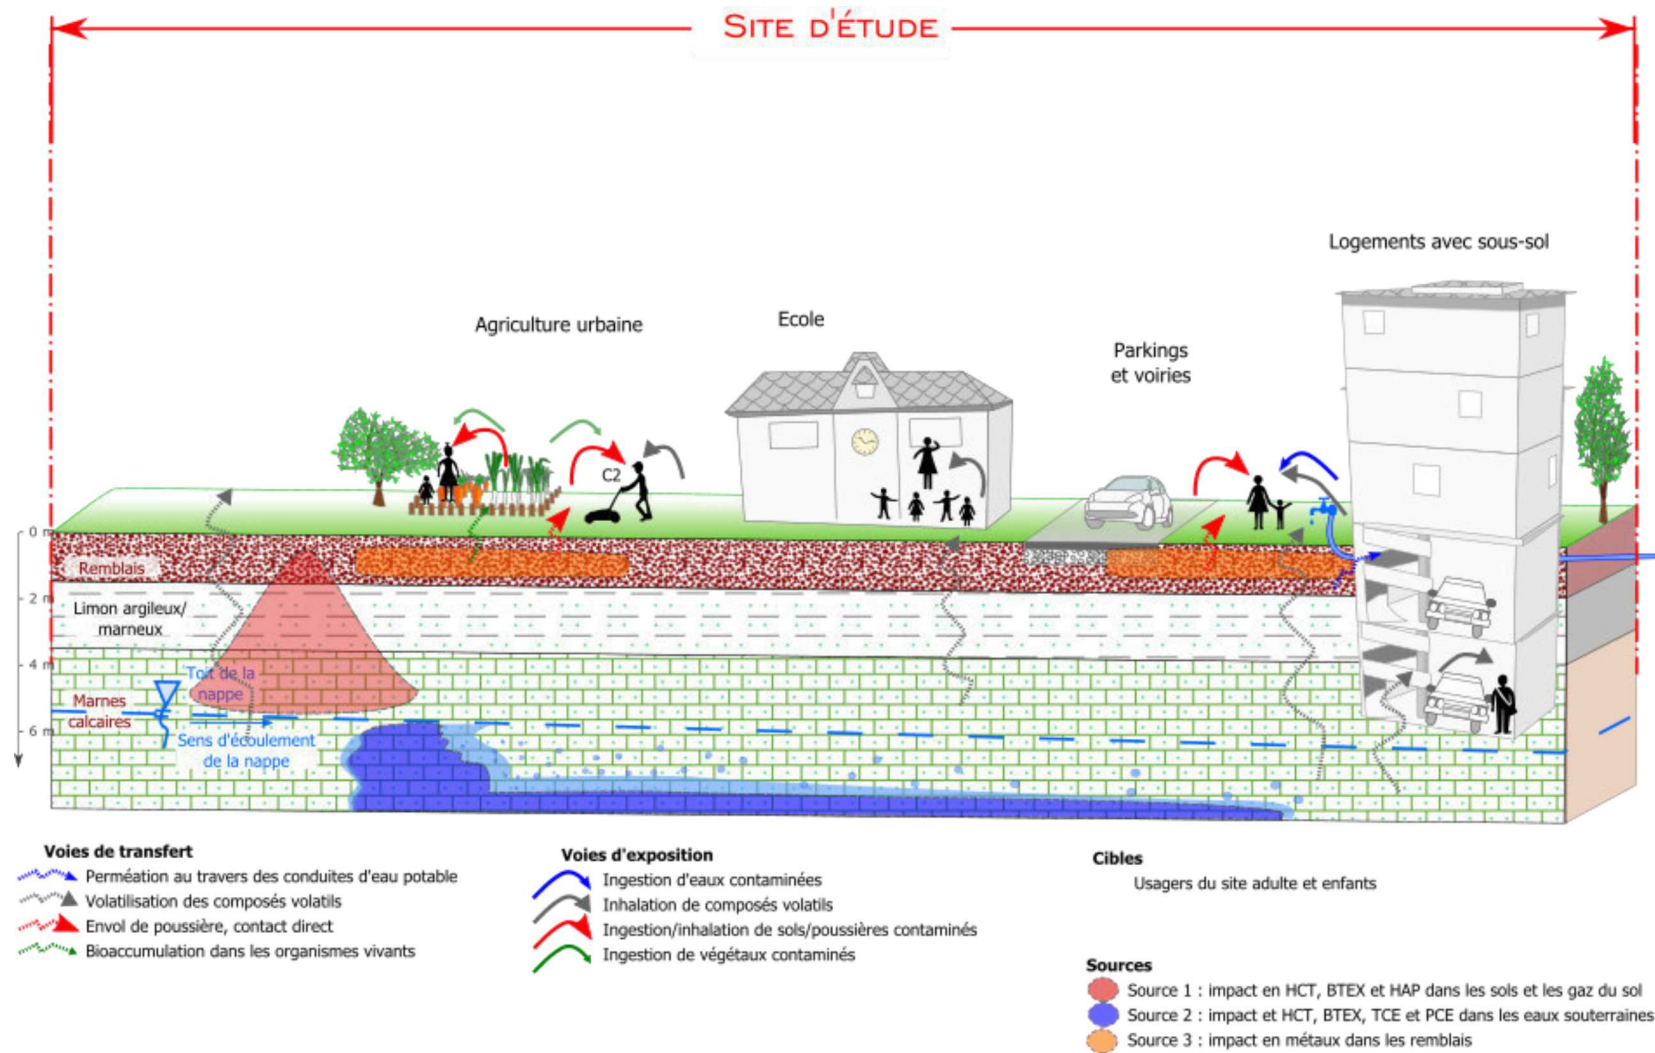 SITE D'ÉTUDE
Logements avec sous-sol
Agriculture urbaine
Ecole
Parkings
et voiries
C2
0 m
Remblais
2 m
Limon argileux/
marneux
4 m
Toit de la
nappe
Marnes
calcaires
6 m
Sens d'écoulement
de la nappe
Voies de transfert
Perméation au travers des conduites d'eau potable
Volatilisation des composés volatils
Envol de poussière, contact direct
Bioaccumulation dans les organismes vivants
Voies d'exposition
Ingestion d'eaux contaminées
Inhalation de composés volatils
Ingestion/inhalation de sols/poussières contaminés
Ingestion de végétaux contaminés
Cibles
Usagers du site adulte et enfants
Sources
Source 1 : impact en HCT, BTEX et HAP dans les sols et les gaz du sol
Source 2 : impact et HCT, BTEX, TCE et PCE dans les eaux souterraines
Source 3 : impact en métaux dans les remblais